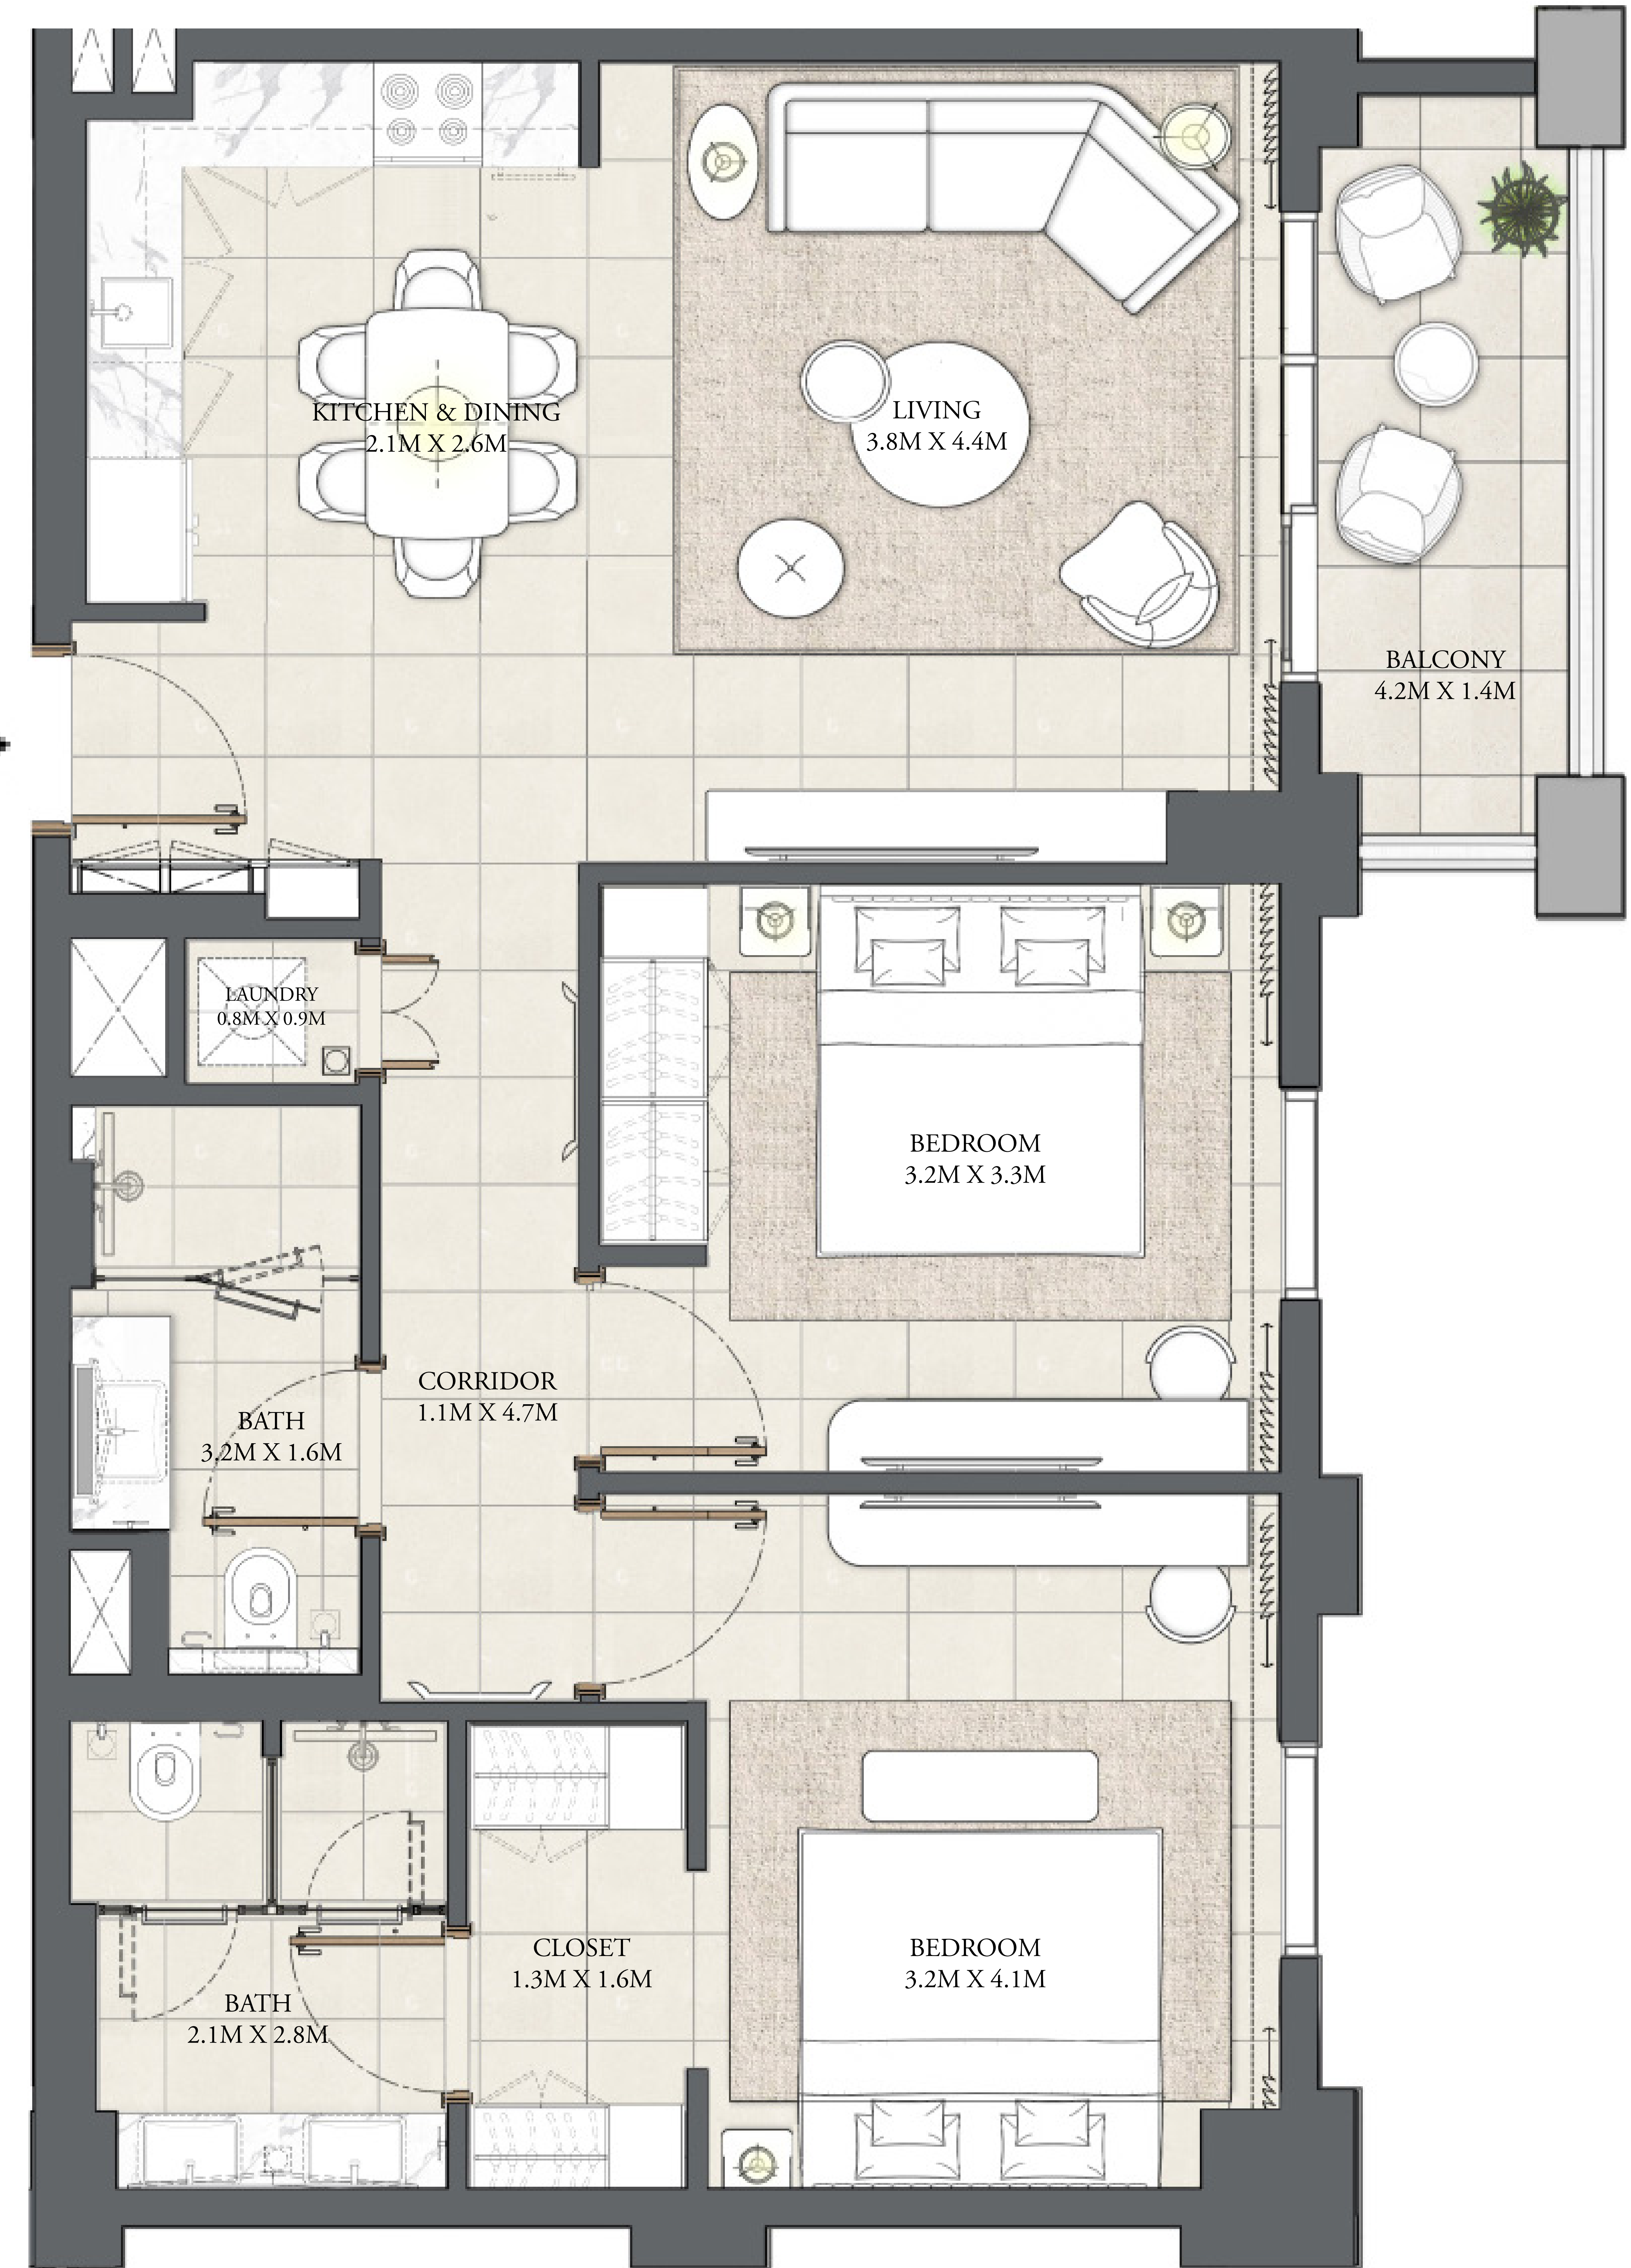 KITCHEN & DINING
2.1M X 2.6M
LIVING
3.8M X 4.4M
BALCONY
4.2M X 1.4M
LAUNDRY
0.8M X 0.9M
BEDROOM
3.2M X 3.3M
CORRIDOR
1.1M X 4.7M
BATH
3.2M X 1.6M
CLOSET
1.3M X 1.6M
BEDROOM
3.2M X 4.1M
BATH
2.1M X 2.8M